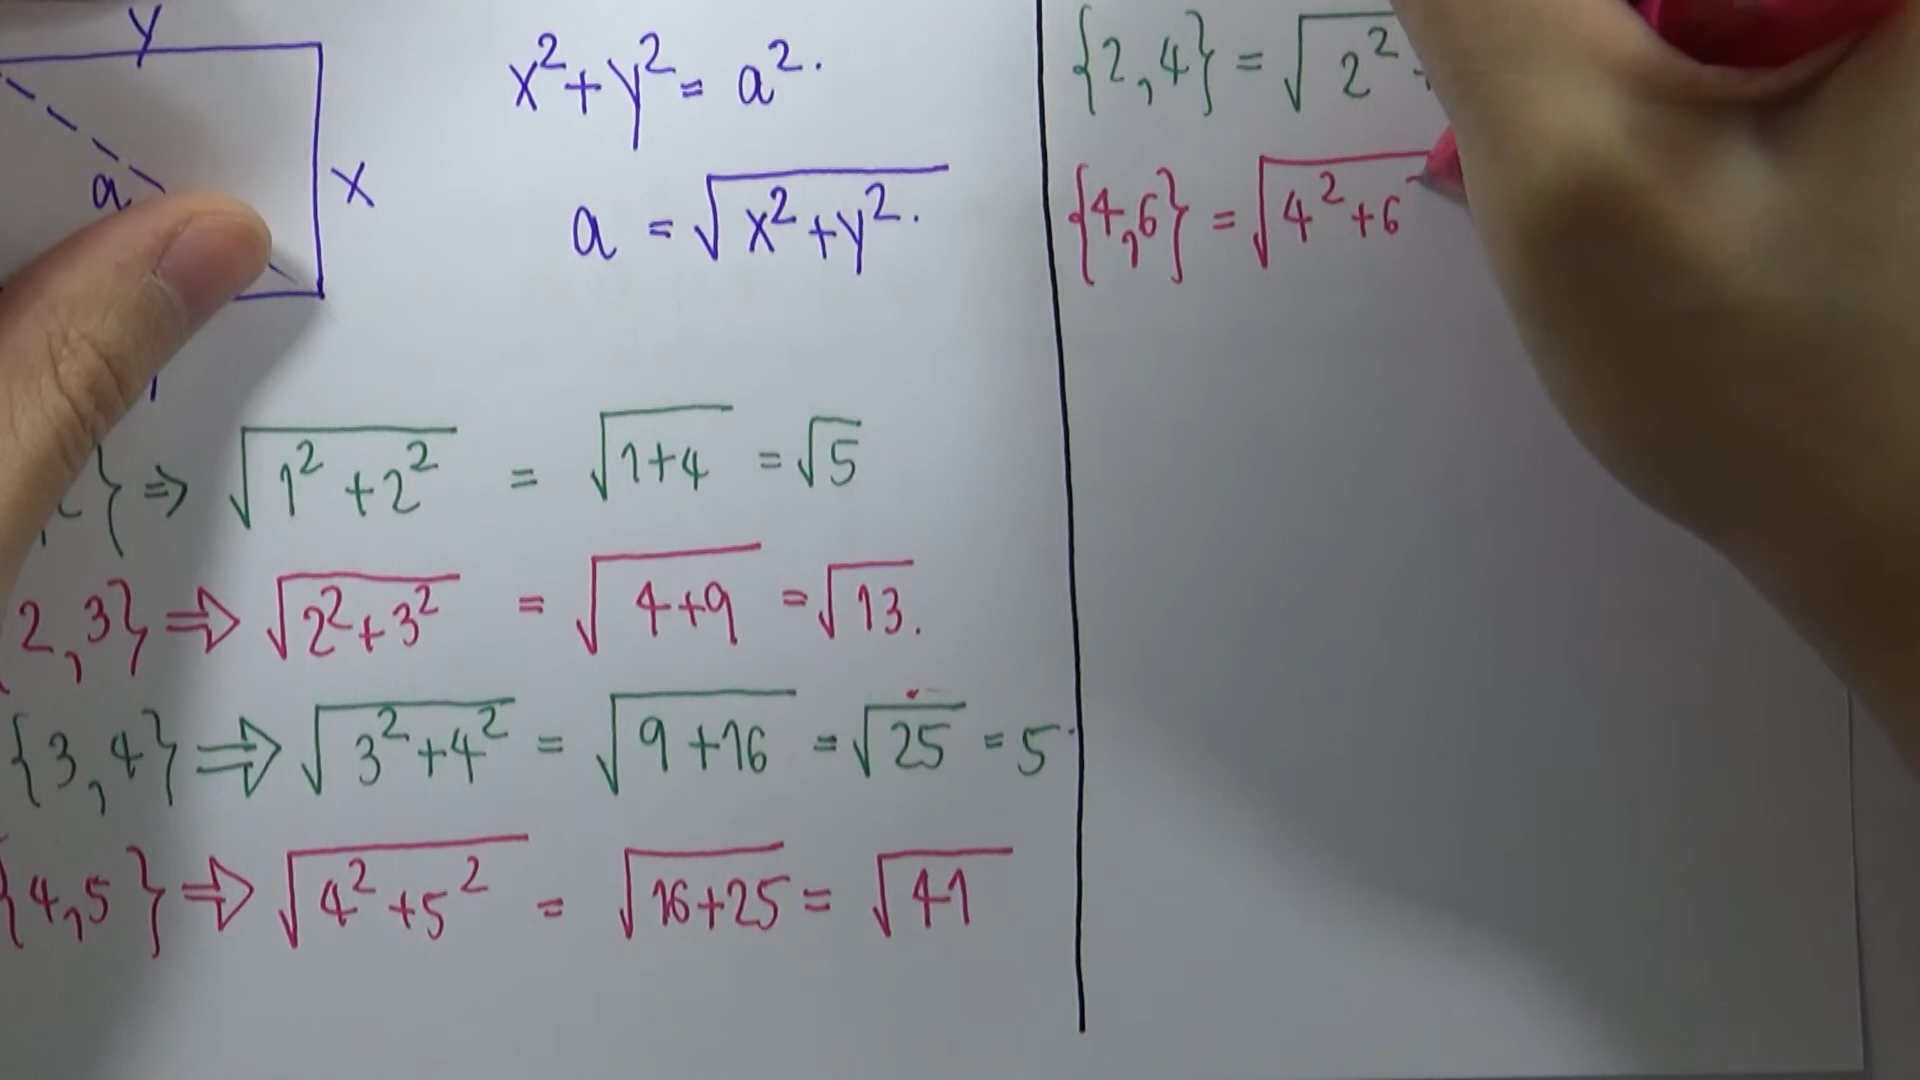 y
x
a
x² + y² = a².
a = √x² + y².
} ⇒ √1² + 2² = √1+4 = √5
2,3} ⇒ √2² + 3² = √4+9 = √13.
{3,4} ⇒ √3² + 4² = √9+16 = √25 = 5
{4,5} ⇒ √4² + 5² = √16+25 = √41
{2,4} = √2² +
{4,6} = √4² + 6